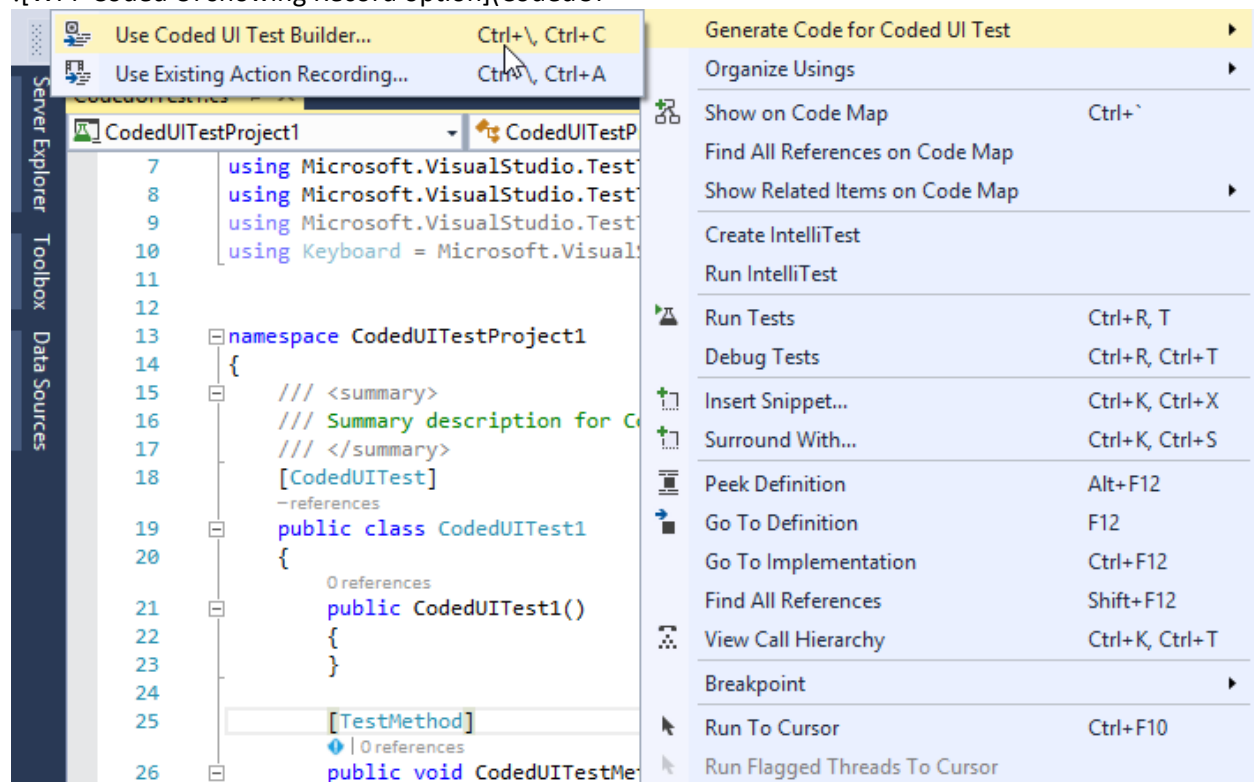 Use Coded UI Test Builder... Ctrl+\, Ctrl+C
Use Existing Action Recording... Ctrl+\, Ctrl+A
Generate Code for Coded UI Test
Organize Usings
Show on Code Map Ctrl+`
Find All References on Code Map
Show Related Items on Code Map
Create IntelliTest
Run IntelliTest
Run Tests Ctrl+R, T
Debug Tests Ctrl+R, Ctrl+T
Insert Snippet... Ctrl+K, Ctrl+X
Surround With... Ctrl+K, Ctrl+S
Peek Definition Alt+F12
Go To Definition F12
Go To Implementation Ctrl+F12
Find All References Shift+F12
View Call Hierarchy Ctrl+K, Ctrl+T
Breakpoint
Run To Cursor Ctrl+F10
Run Flagged Threads To Cursor
Server Explorer
Toolbox
Data Sources
CodedUITestProject1 CodedUITestP
7 using Microsoft.VisualStudio.Test
8 using Microsoft.VisualStudio.Test
9 using Microsoft.VisualStudio.Test
10 using Keyboard = Microsoft.Visual
11
12
13 namespace CodedUITestProject1
14 {
15 /// <summary>
16 /// Summary description for C
17 /// </summary>
18 [CodedUITest]
–references
19 public class CodedUITest1
20 {
0 references
21 public CodedUITest1()
22 {
23 }
24
25 [TestMethod]
| 0 references
26 public void CodedUITestMe